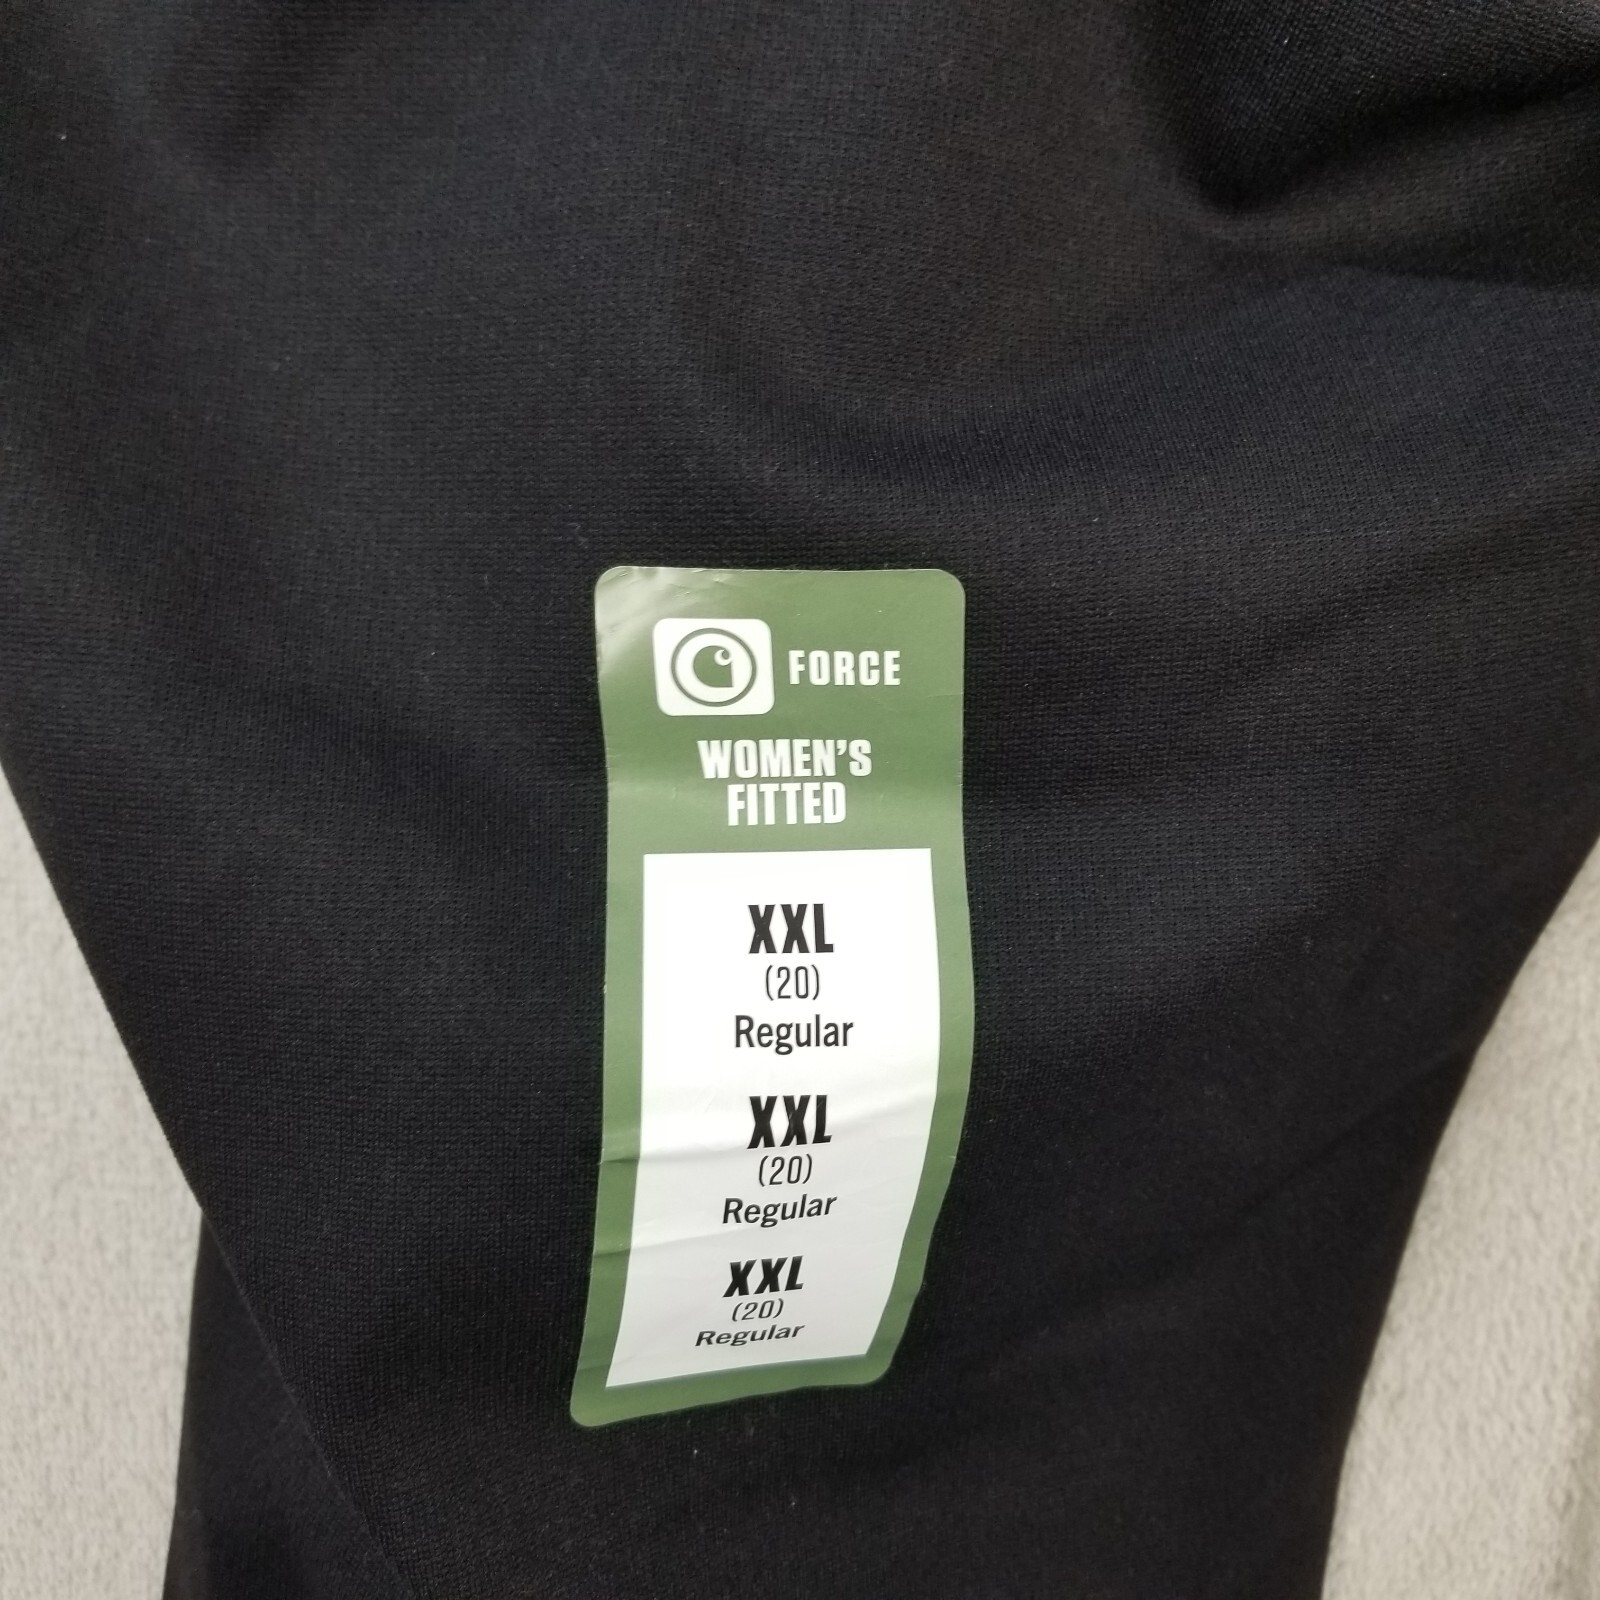 FORCE
WOMEN'S
FITTED
XXL
(20)
Regular
XXL
(20)
Regular
XXL
(20)
Regular